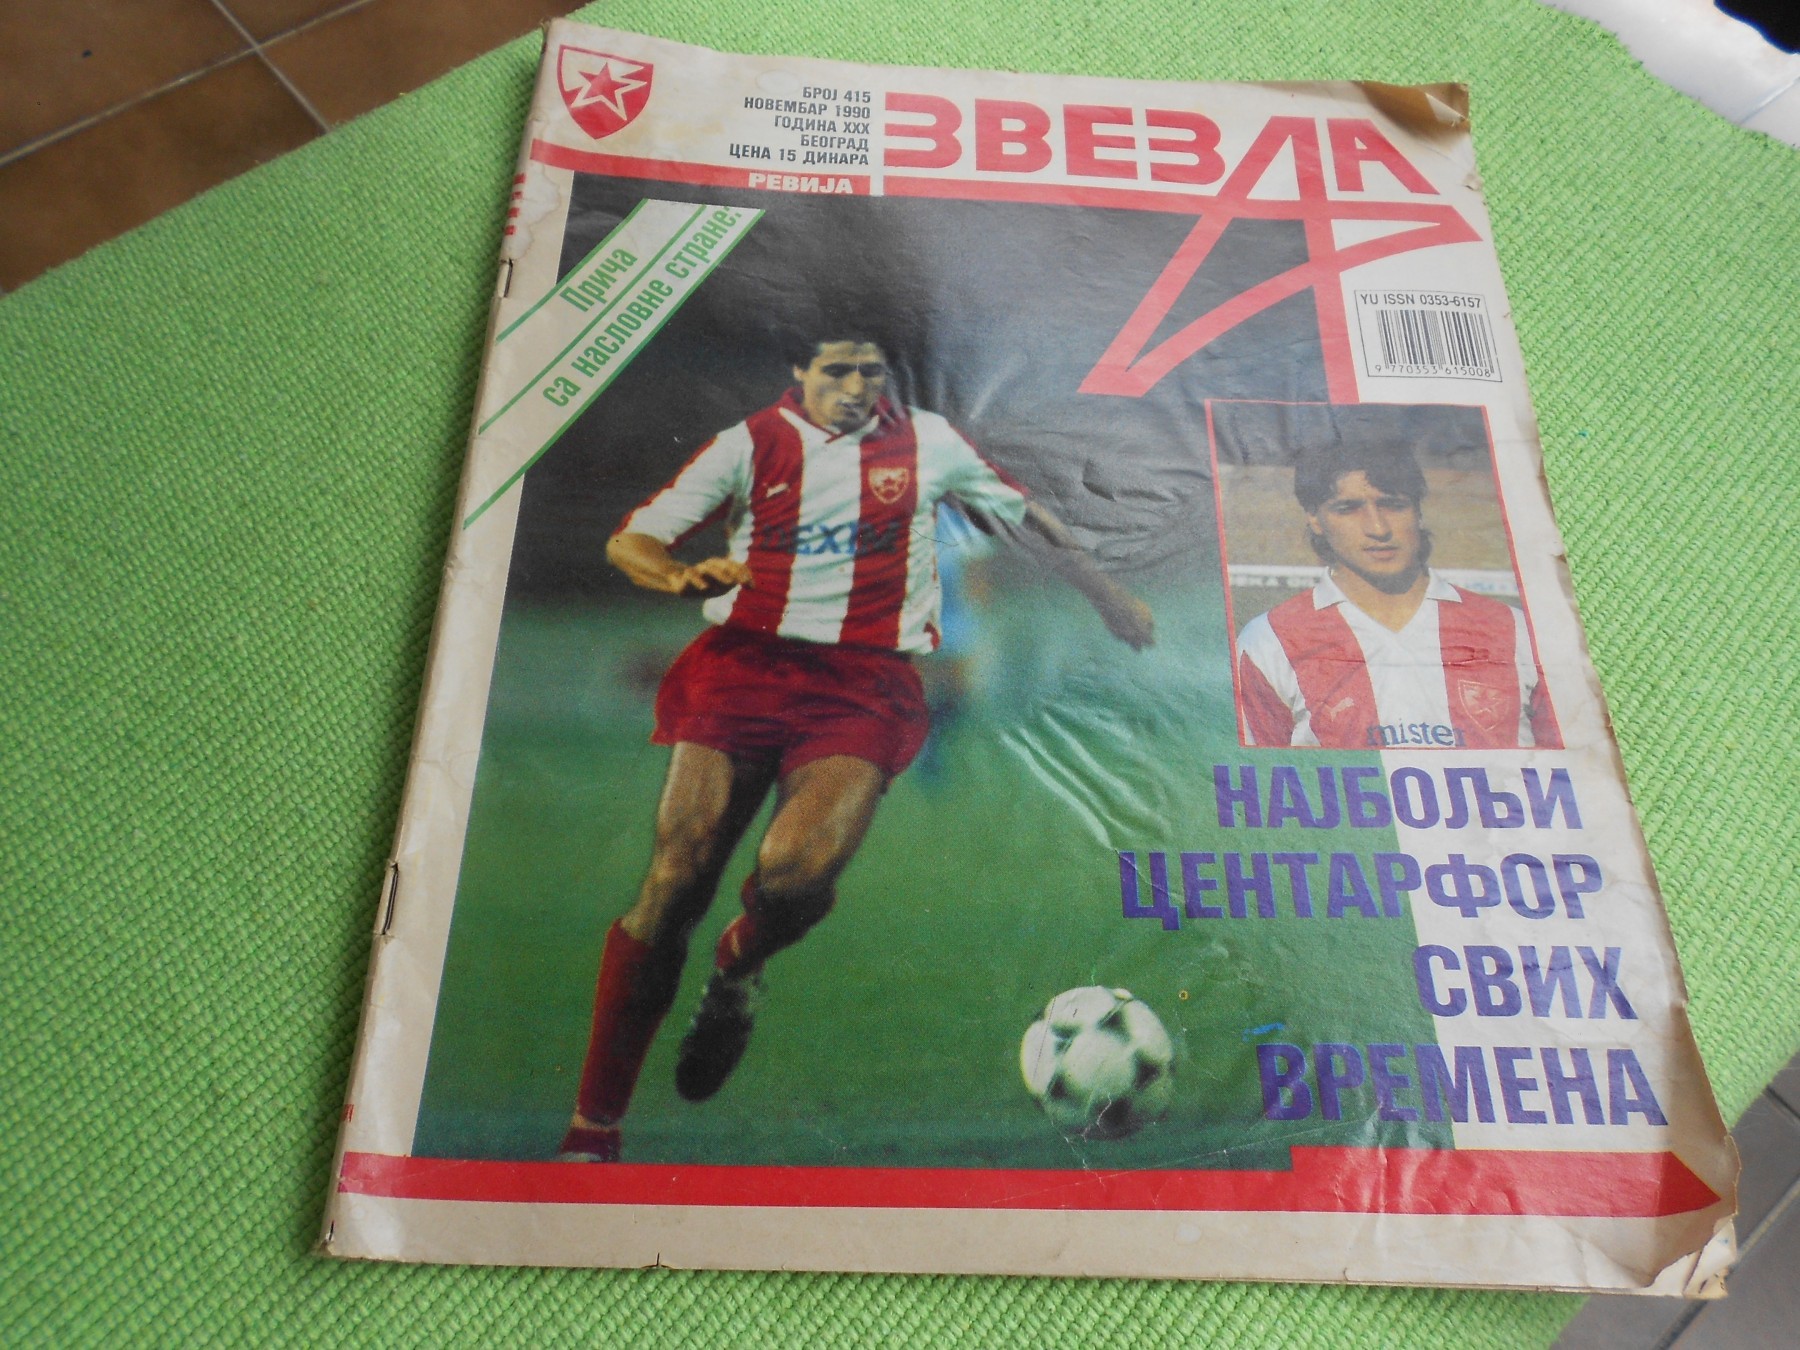 БРОЈ 415
НОВЕМБАР 1990
ГОДИНА XXX
БЕОГРАД
ЦЕНА 15 ДИНАРА
РЕВИЈА
ЗВЕЗДА
Прича
са насловне стране:
YU ISSN 0353-6157
9 770353 615008
mister
НАЈБОЉИ
ЦЕНТАРФОР
СВИХ
ВРЕМЕНА